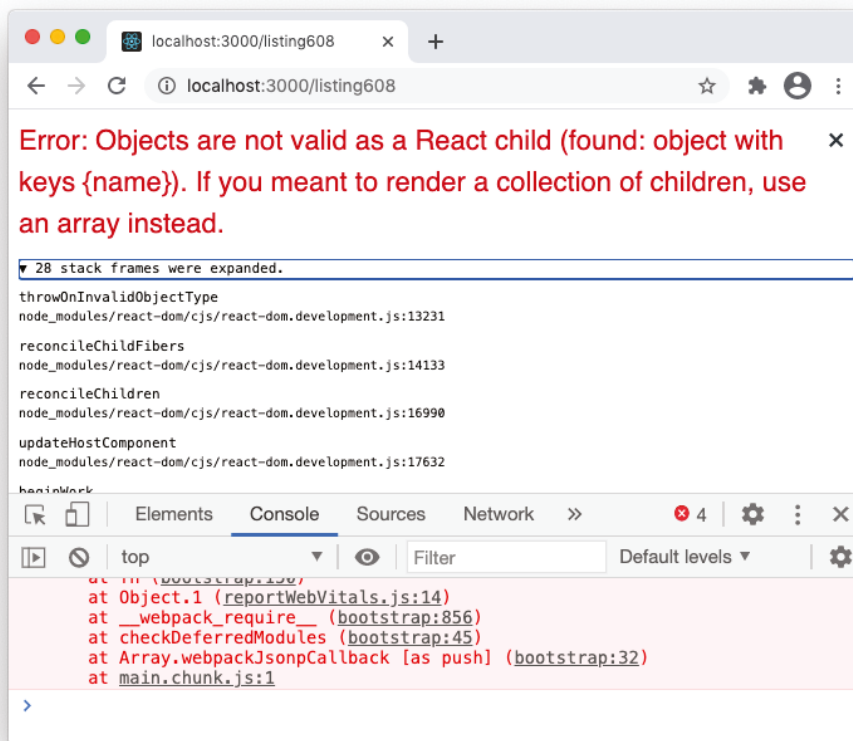 localhost:3000/listing608
localhost:3000/listing608
Error: Objects are not valid as a React child (found: object with
keys {name}). If you meant to render a collection of children, use
an array instead.
▼ 28 stack frames were expanded.
throwOnInvalidObjectType
node_modules/react-dom/cjs/react-dom.development.js:13231
reconcileChildFibers
node_modules/react-dom/cjs/react-dom.development.js:14133
reconcileChildren
node_modules/react-dom/cjs/react-dom.development.js:16990
updateHostComponent
node_modules/react-dom/cjs/react-dom.development.js:17632
beginWork
Elements Console Sources Network » 4
top Filter Default levels ▼
at Object.1 (reportWebVitals.js:14)
at __webpack_require__ (bootstrap:856)
at checkDeferredModules (bootstrap:45)
at Array.webpackJsonpCallback [as push] (bootstrap:32)
at main.chunk.js:1